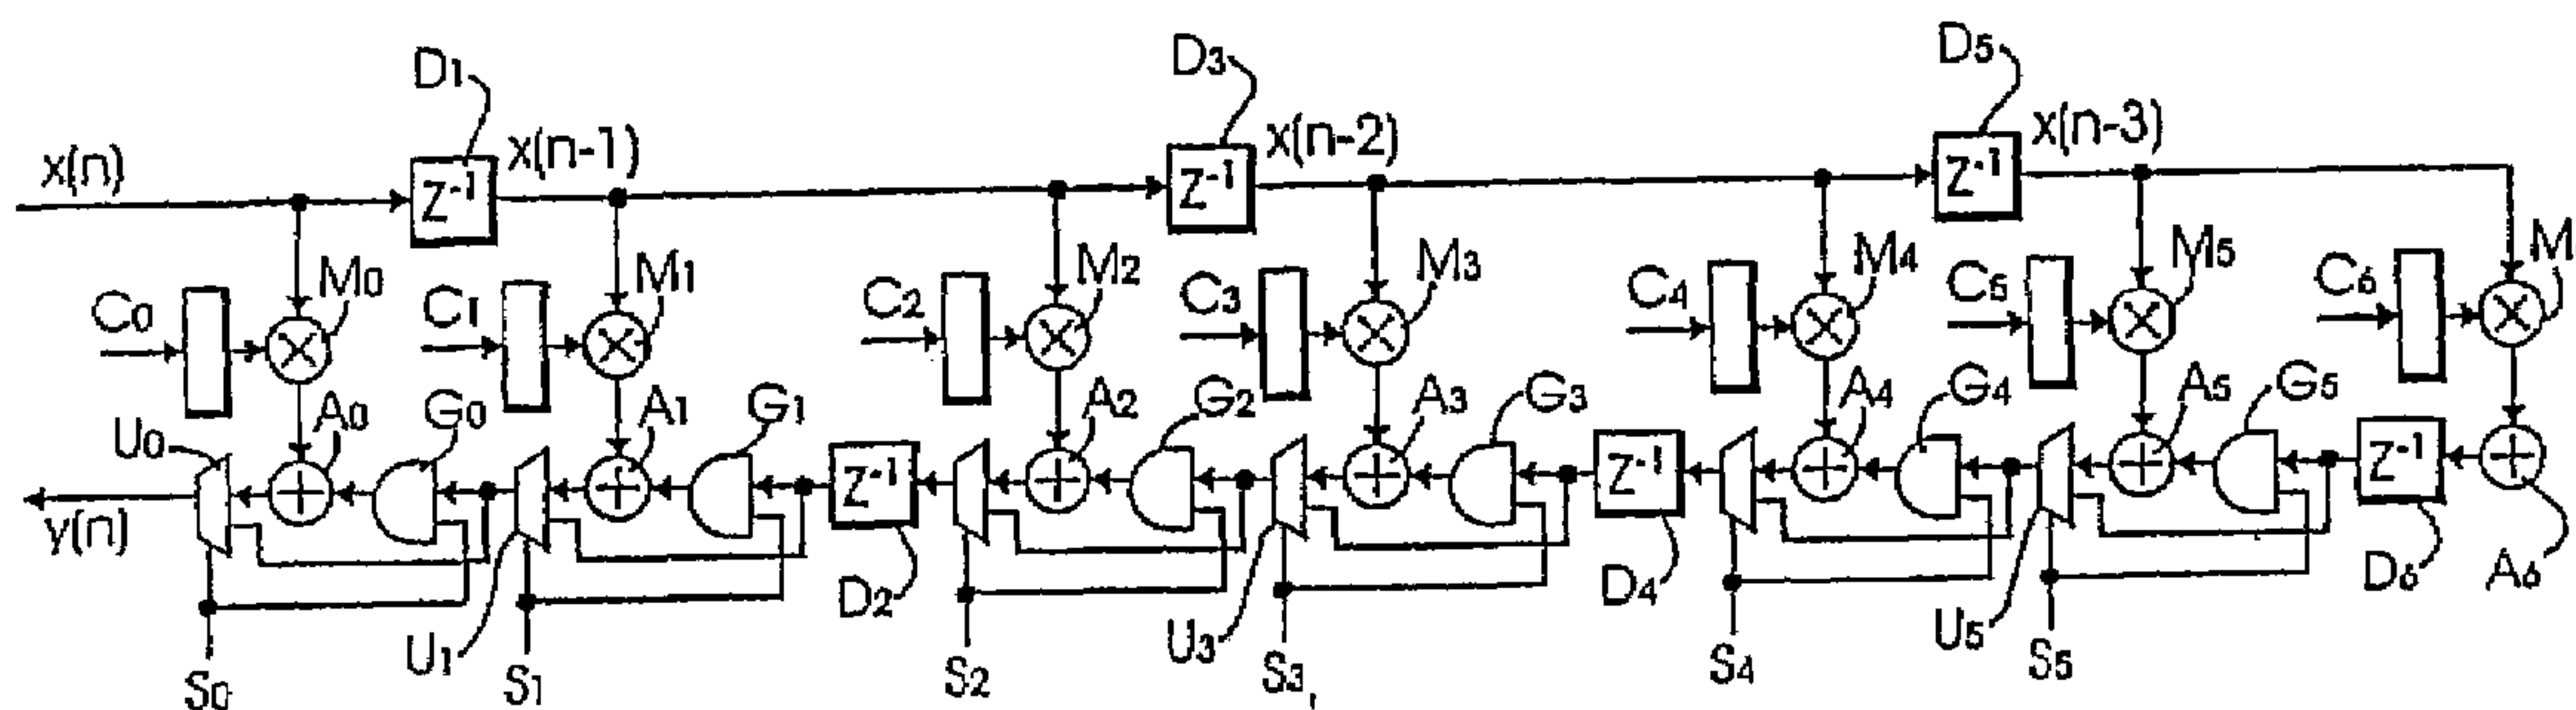 D1 D3 D5
x(n) x(n-1) x(n-2) x(n-3)
Z-1 Z-1 Z-1
M0 M1 M2 M3 M4 M5 M
C0 C1 C2 C3 C4 C5 C6
U0 A0 G0 A1 G1 A2 G2 A3 G3 A4 G4 A5 G5
Z-1 Z-1 Z-1
y(n) D2 D4 D6 A6
U1 U3 U5
S0 S1 S2 S3 S4 S5